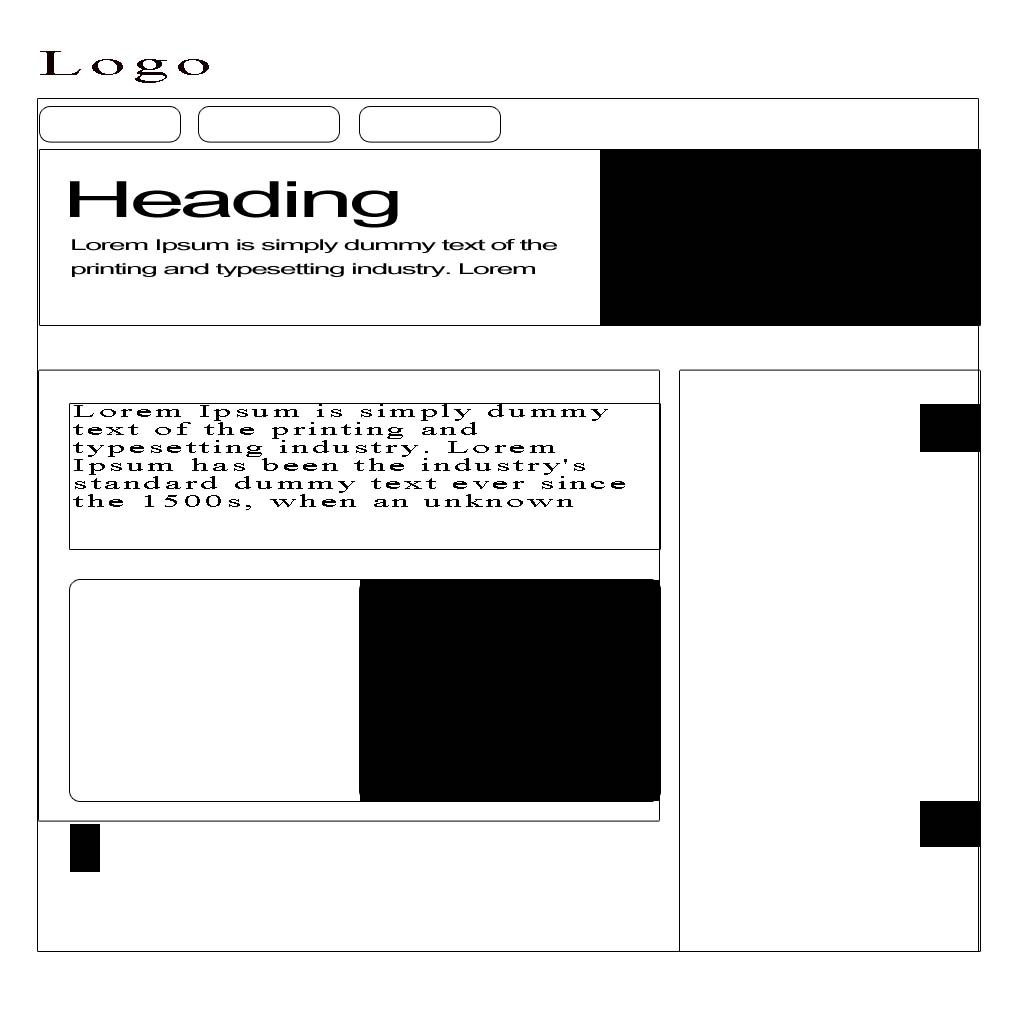 Logo
Heading
Lorem Ipsum is simply dummy text of the
printing and typesetting industry. Lorem
Lorem Ipsum is simply dummy
text of the printing and
typesetting industry. Lorem
Ipsum has been the industry's
standard dummy text ever since
the 1500s, when an unknown